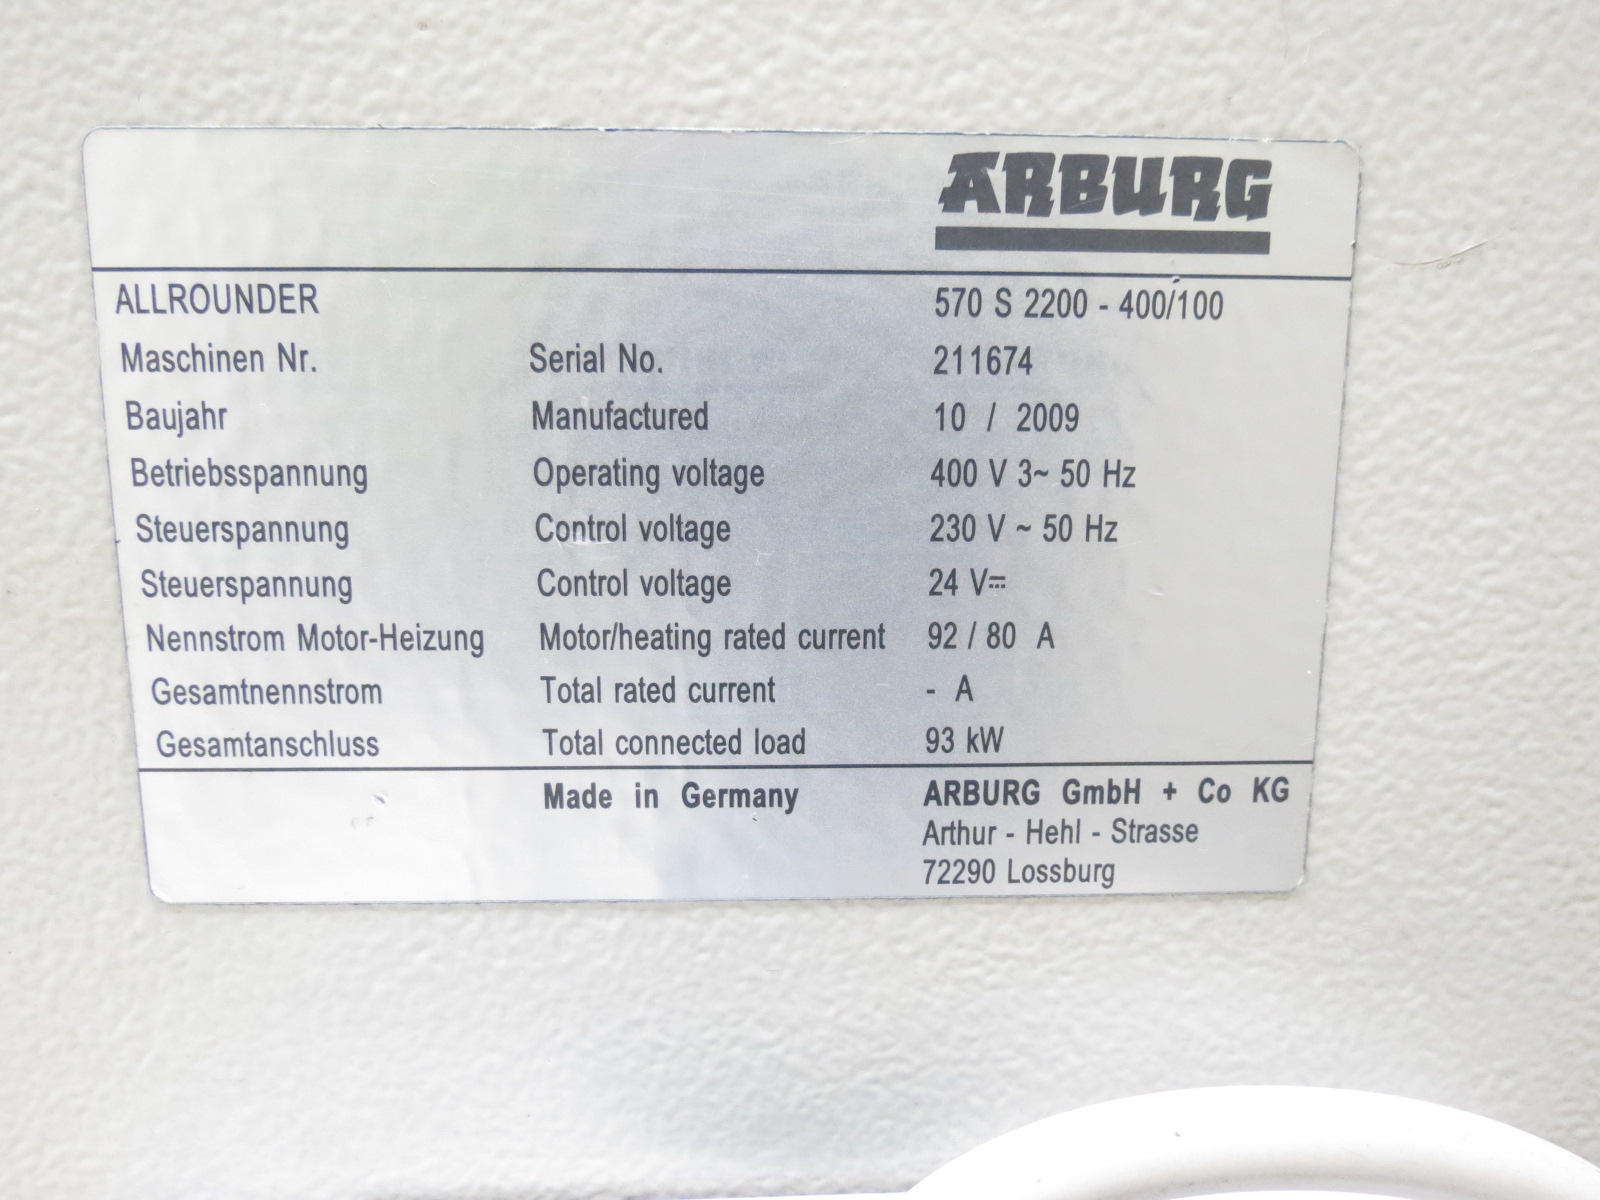 ARBURG
ALLROUNDER 570 S 2200 - 400/100
Maschinen Nr. Serial No. 211674
Baujahr Manufactured 10 / 2009
Betriebsspannung Operating voltage 400 V 3~ 50 Hz
Steuerspannung Control voltage 230 V ~ 50 Hz
Steuerspannung Control voltage 24 V⎓
Nennstrom Motor-Heizung Motor/heating rated current 92 / 80 A
Gesamtnennstrom Total rated current - A
Gesamtanschluss Total connected load 93 kW
Made in Germany ARBURG GmbH + Co KG
Arthur - Hehl - Strasse
72290 Lossburg